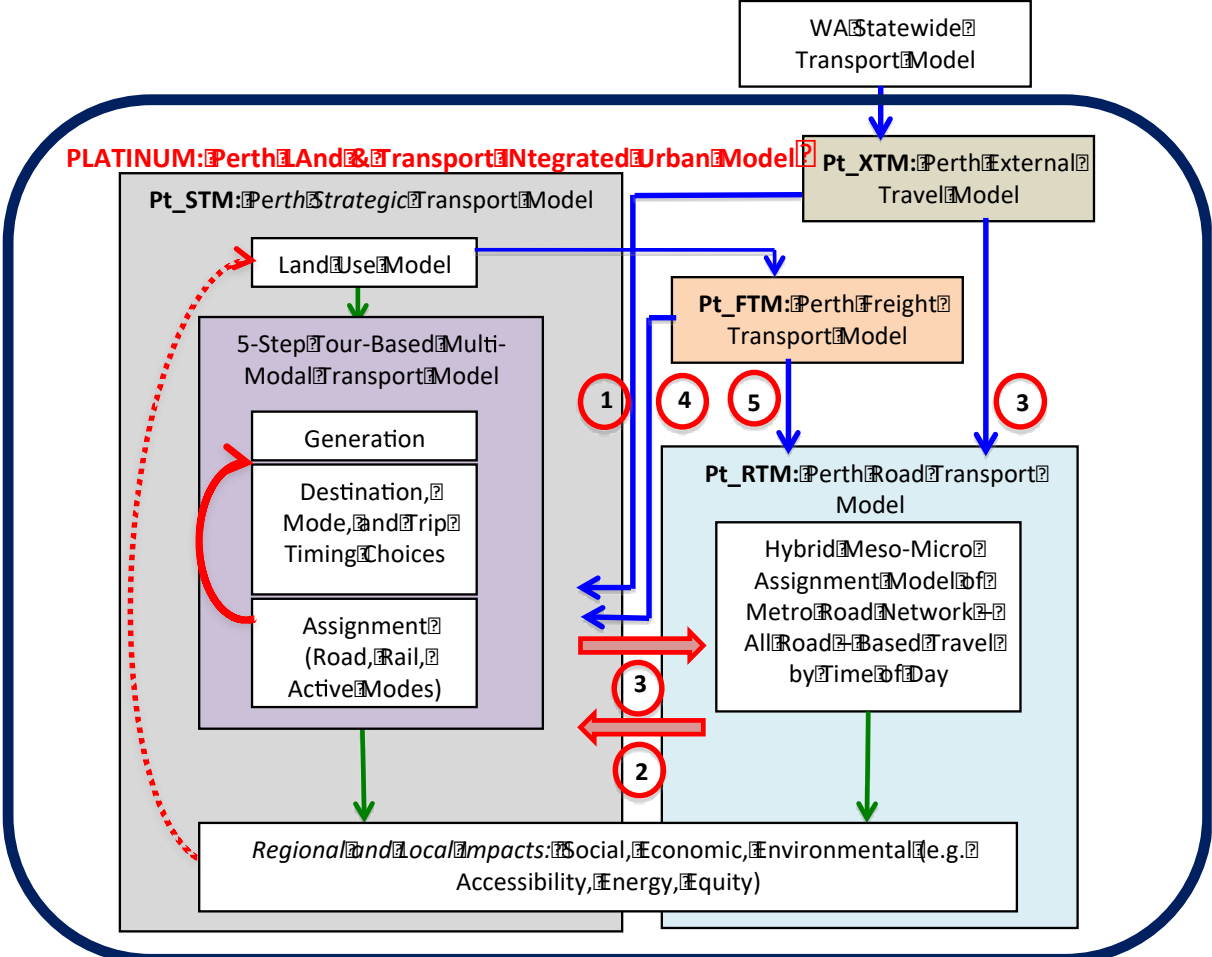 WA Statewide
Transport Model
PLATINUM: Perth LAnd & Transport INtegrated Urban Model
Pt_XTM: Perth External
Travel Model
Pt_STM: Perth Strategic Transport Model
Land Use Model
Pt_FTM: Perth Freight
Transport Model
5-Step Tour-Based Multi-
Modal Transport Model
1
4
5
3
Generation
Pt_RTM: Perth Road Transport
Model
Destination,
Mode, and Trip
Timing Choices
Hybrid Meso-Micro
Assignment Model of
Metro Road Network –
All Road – Based Travel
by Time of Day
Assignment
(Road, Rail,
Active Modes)
3
2
Regional and Local Impacts: Social, Economic, Environmental (e.g.
Accessibility, Energy, Equity)